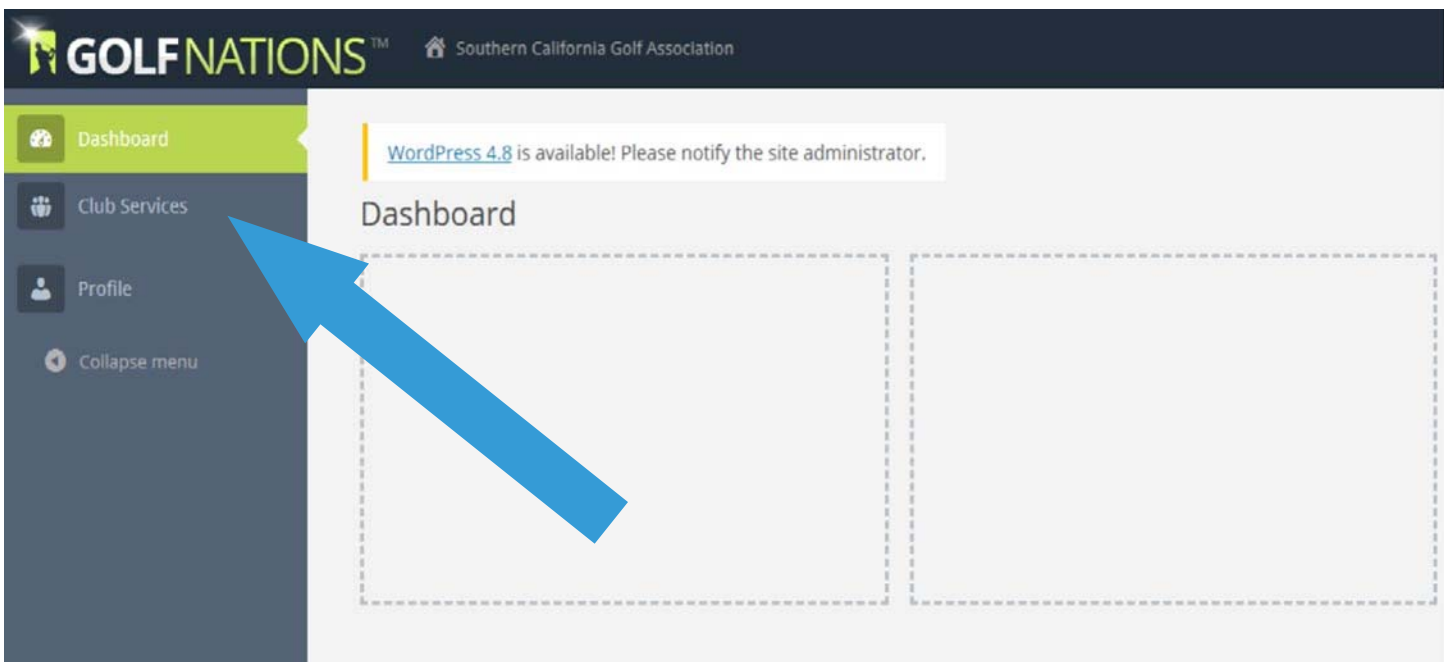 GOLFNATIONS™
Southern California Golf Association
Dashboard
Club Services
Profile
Collapse menu
WordPress 4.8 is available! Please notify the site administrator.
Dashboard